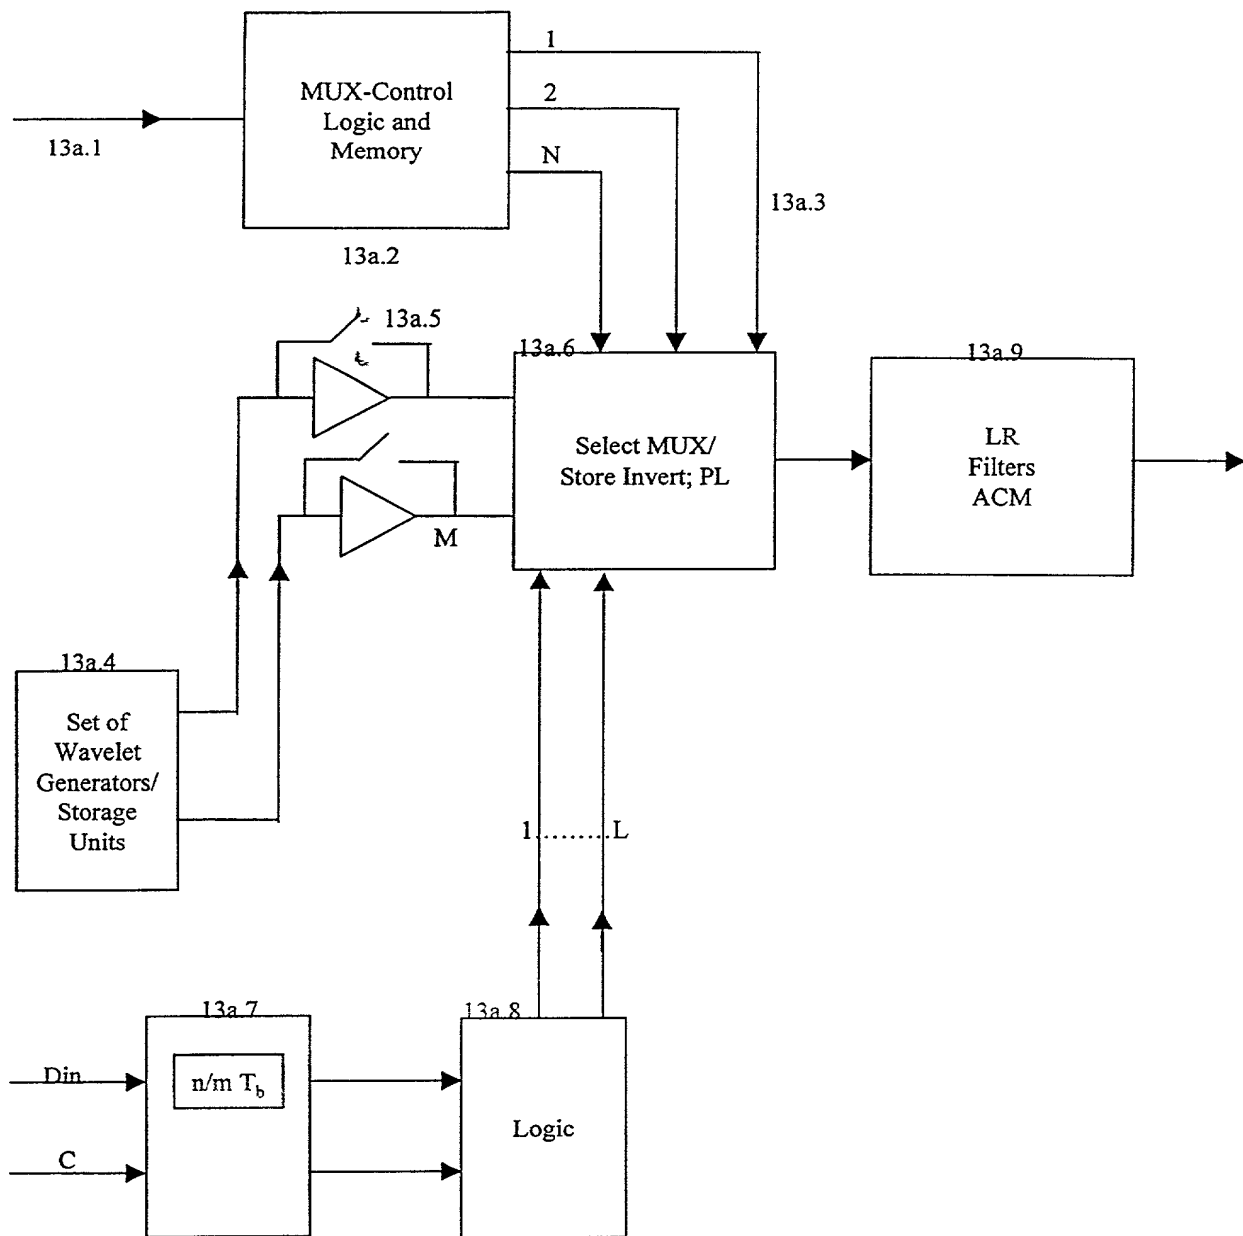 1
MUX-Control
Logic and
Memory
2
N
13a.1
13a.2
13a.3
13a.5
13a.6
13a.9
Select MUX/
Store Invert; PL
LR
Filters
ACM
M
13a.4
Set of
Wavelet
Generators/
Storage
Units
1.........L
13a.7
13a.8
Din
n/m Tb
C
Logic